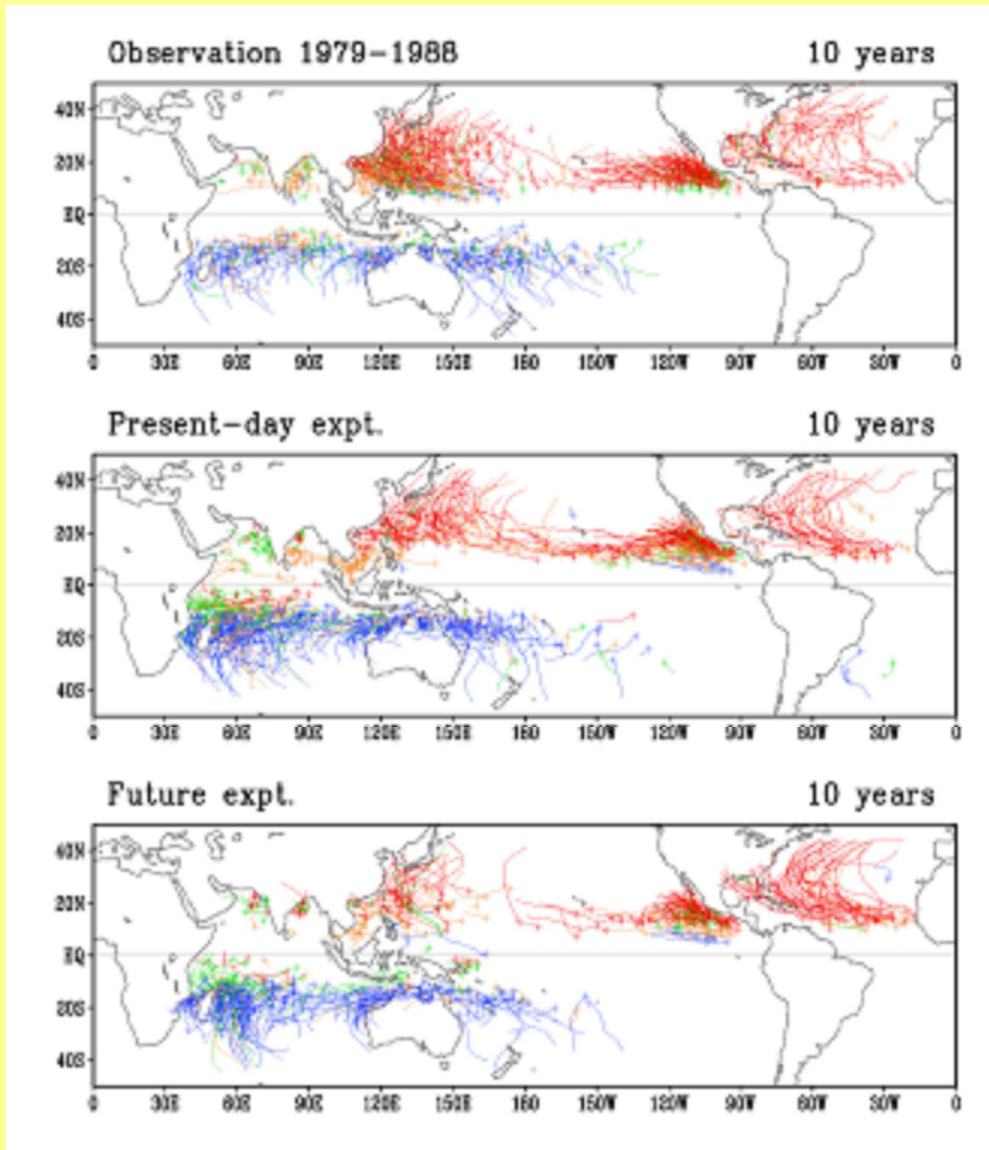 Observation 1979-1988 10 years
40N
20N
EQ
20S
40S
0 30E 60E 90E 120E 150E 180 150W 120W 90W 60W 30W 0
Present-day expt. 10 years
40N
20N
EQ
20S
40S
0 30E 60E 90E 120E 150E 180 150W 120W 90W 60W 30W 0
Future expt. 10 years
40N
20N
EQ
20S
40S
0 30E 60E 90E 120E 150E 180 150W 120W 90W 60W 30W 0